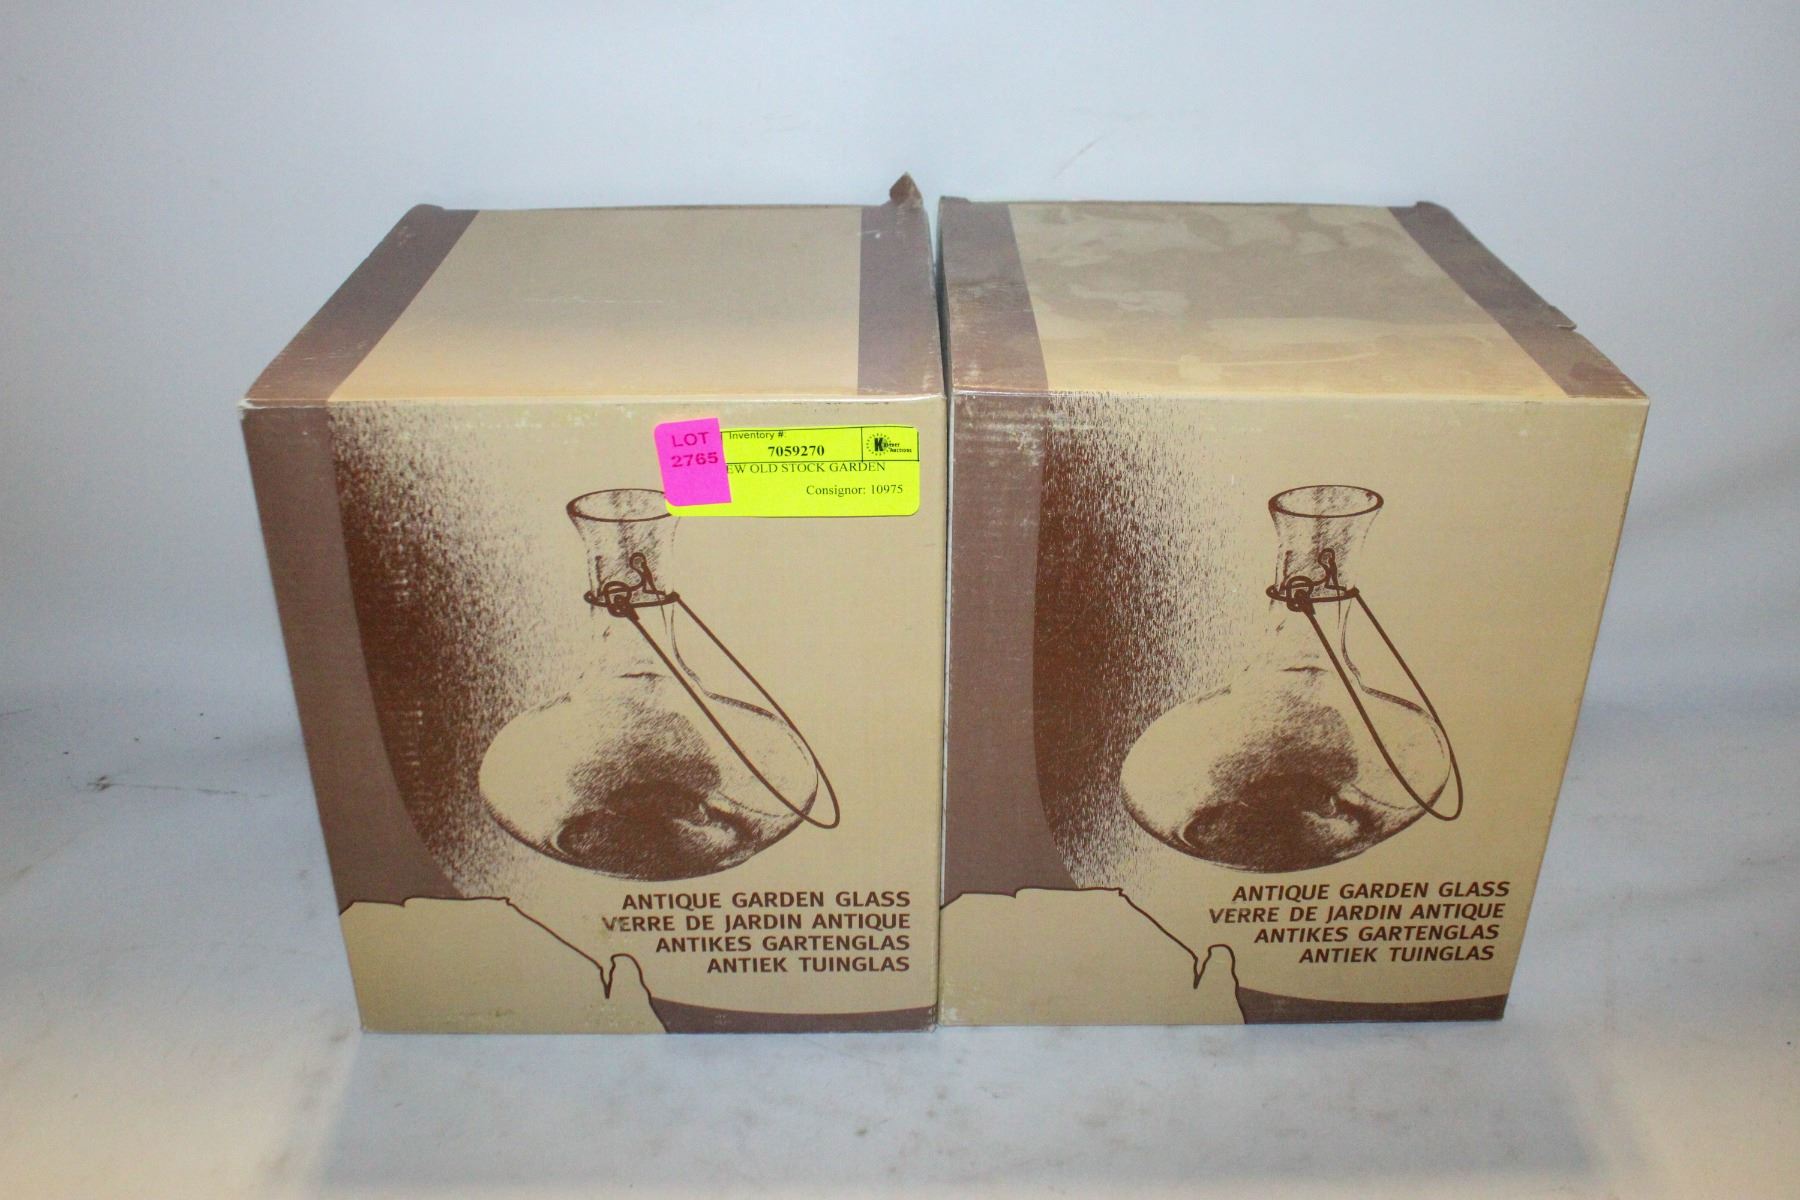 LOT
2765
Inventory #:
7059270
OLD STOCK GARDEN
Consignor: 10975
ANTIQUE GARDEN GLASS
VERRE DE JARDIN ANTIQUE
ANTIKES GARTENGLAS
ANTIEK TUINGLAS
ANTIQUE GARDEN GLASS
VERRE DE JARDIN ANTIQUE
ANTIKES GARTENGLAS
ANTIEK TUINGLAS